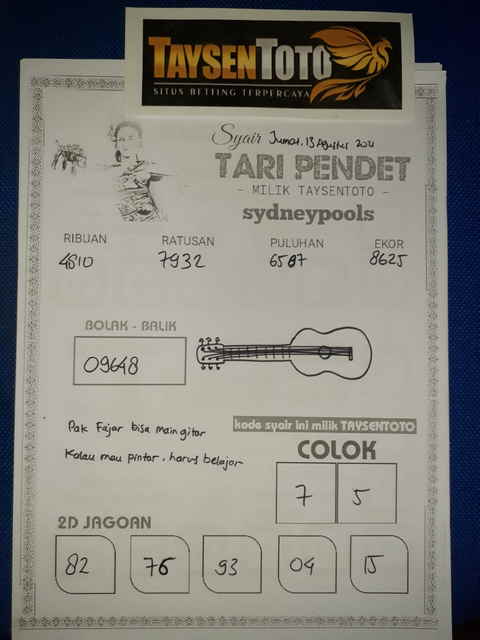 TAYSENTOTO
SITUS BETTING TERPERCAYA
Syair Jumat, 13 Agustus 2021
TARI PENDET
- MILIK TAYSENTOTO -
sydneypools
RIBUAN RATUSAN PULUHAN EKOR
4810 7932 6587 8625
BOLAK - BALIK
09648
Pak Fajar bisa main gitar
Kalau mau pintar, harus belajar
kode syair ini milik TAYSENTOTO
COLOK
7 5
2D JAGOAN
82 76 93 04 15